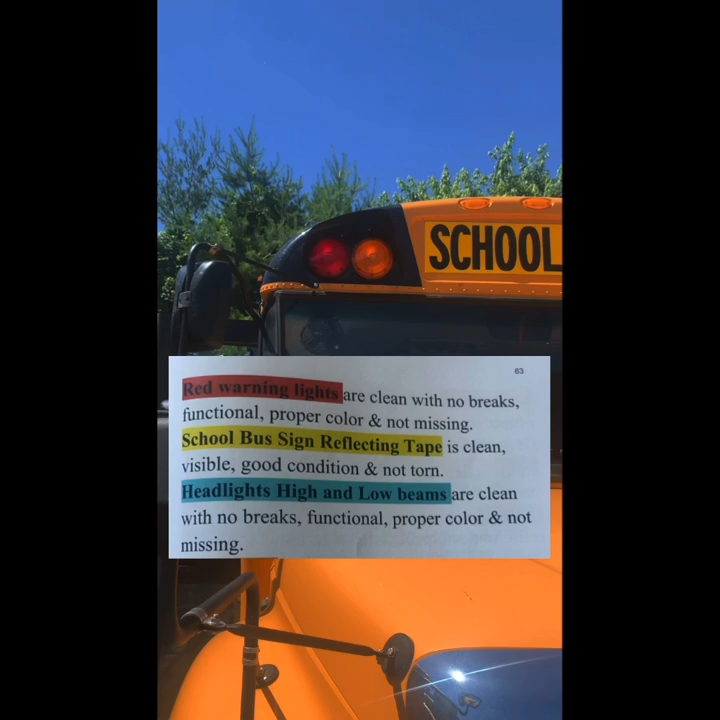 SCHOOL
63
Red warning lights are clean with no breaks,
functional, proper color & not missing.
School Bus Sign Reflecting Tape is clean,
visible, good condition & not torn.
Headlights High and Low beams are clean
with no breaks, functional, proper color & not
missing.